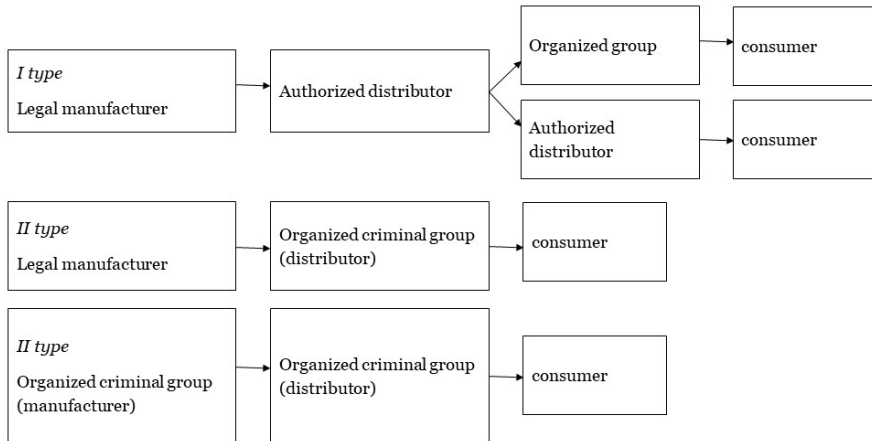 I type
Legal manufacturer
Authorized distributor
Organized group
consumer
Authorized
distributor
consumer
II type
Legal manufacturer
Organized criminal group
(distributor)
consumer
II type
Organized criminal group
(manufacturer)
Organized criminal group
(distributor)
consumer